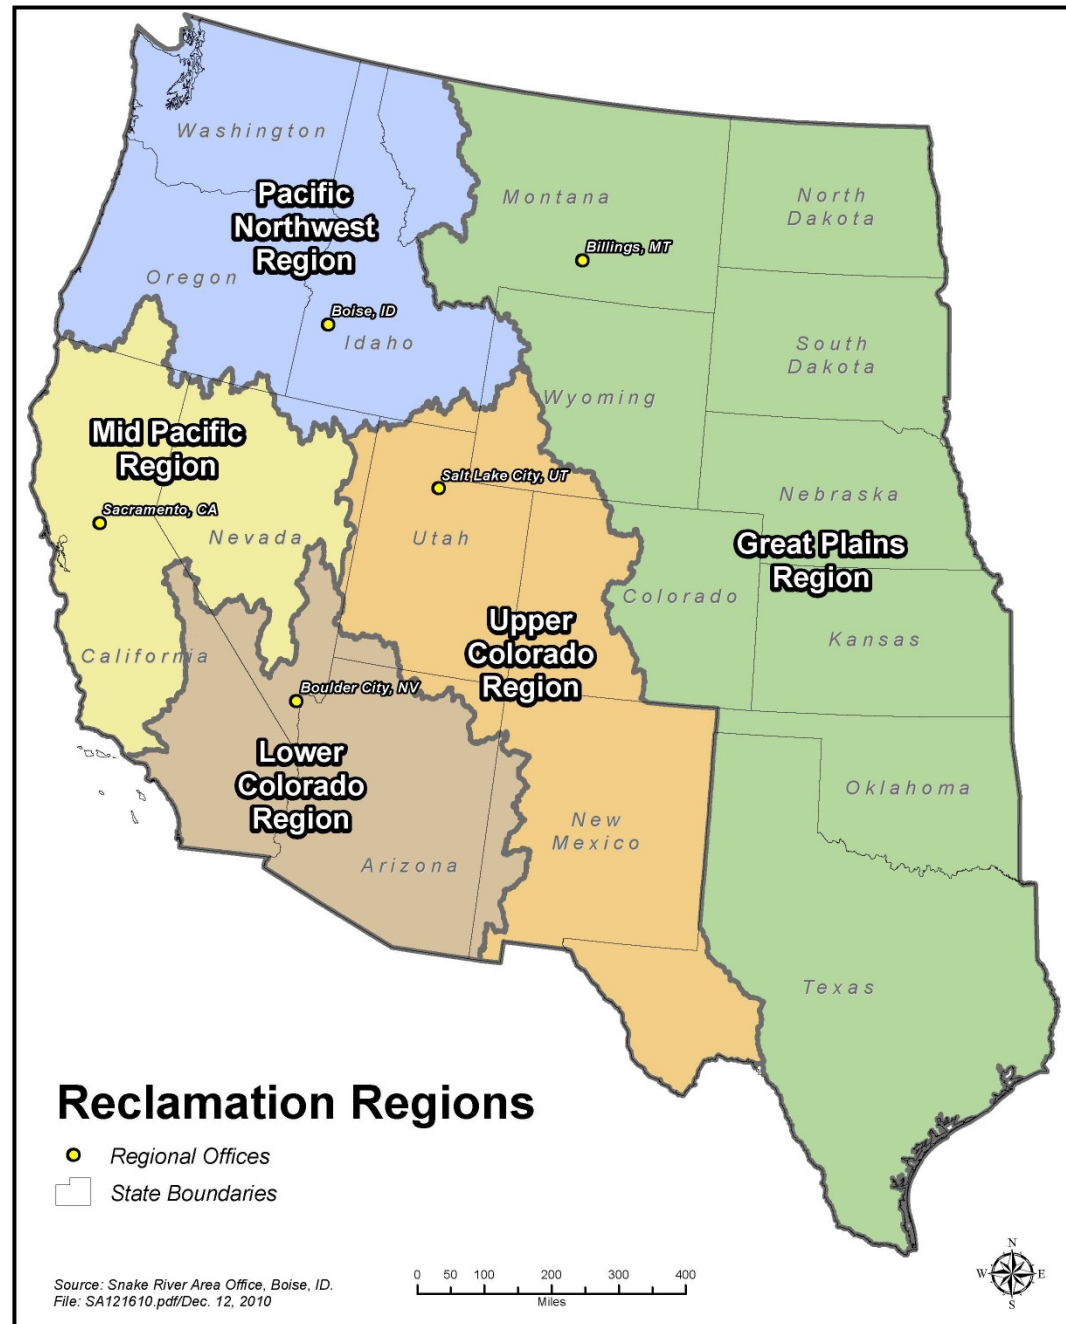 Washington
Pacific
Northwest
Region
Montana
North
Dakota
Billings, MT
Oregon
Boise, ID
Idaho
South
Dakota
Wyoming
Mid Pacific
Region
Salt Lake City, UT
Nebraska
Sacramento, CA
Nevada
Utah
Great Plains
Region
Colorado
Upper
Colorado
Region
Kansas
California
Boulder City, NV
Lower
Colorado
Region
Oklahoma
New
Mexico
Arizona
Texas
Reclamation Regions
Regional Offices
State Boundaries
Source: Snake River Area Office, Boise, ID.
File: SA121610.pdf/Dec. 12, 2010
0 50 100 200 300 400
Miles
N
W E
S